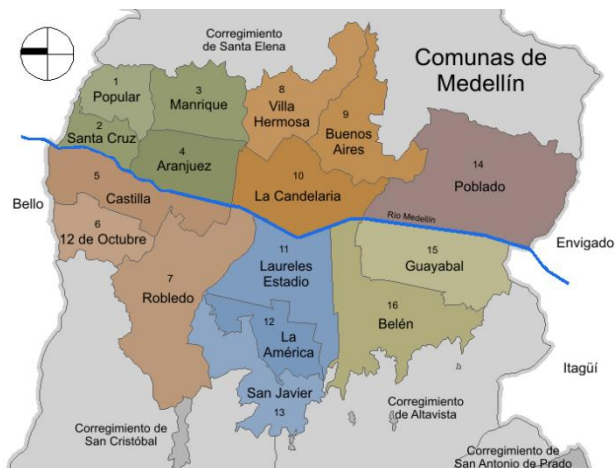 Corregimiento
de Santa Elena
Comunas de
Medellín
1
Popular
3
Manrique
8
Villa
Hermosa
9
Buenos
Aires
2
Santa Cruz
4
Aranjuez
14
Poblado
5
Castilla
10
La Candelaria
Bello
Río Medellín
6
12 de Octubre
11
Laureles
Estadio
15
Guayabal
Envigado
7
Robledo
16
Belén
12
La
América
Itagüí
San Javier
13
Corregimiento
de Altavista
Corregimiento de
San Cristóbal
Corregimiento de
San Antonio de Prado